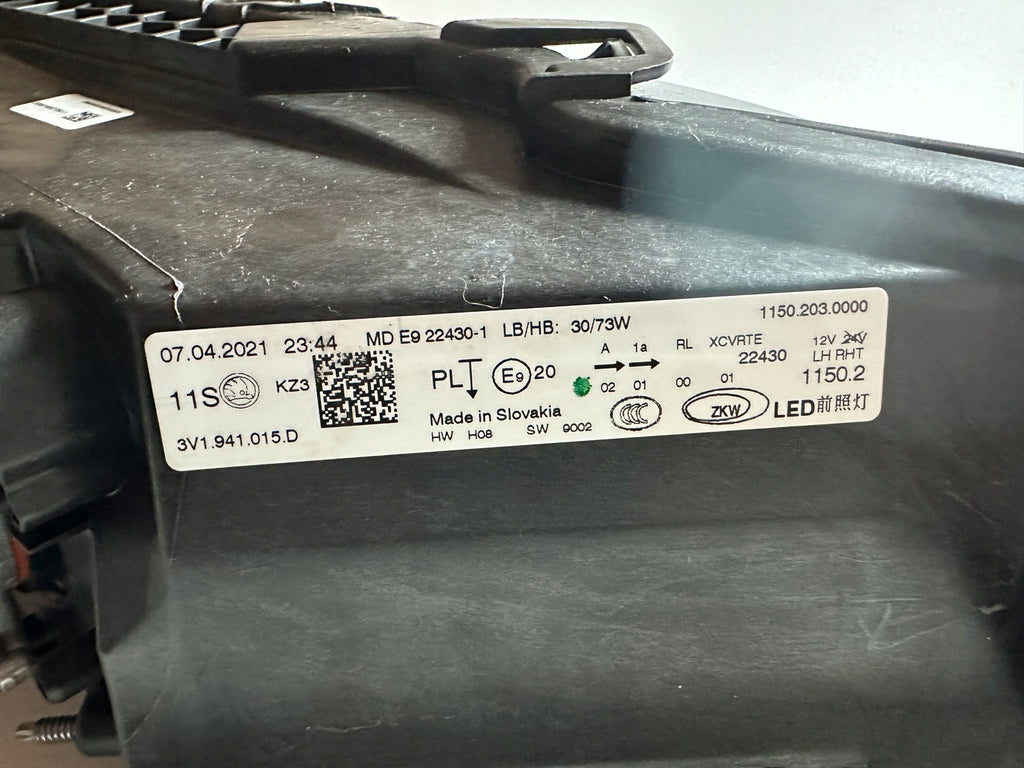 07.04.2021 23:44 MD E9 22430-1 LB/HB: 30/73W 1150.203.0000
11S KZ3 PL E9 20 A 1a RL XCVRTE 12V 24V
02 01 00 01 22430 LH RHT
1150.2
Made in Slovakia CCC ZKW LED前照灯
3V1.941.015.D HW H08 SW 9002